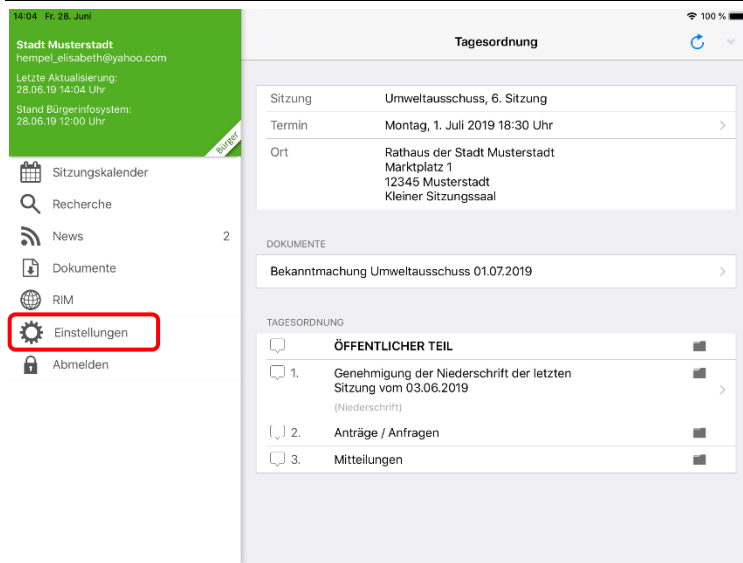 14:04 Fr. 28. Juni
100 %
Stadt Musterstadt
hempel_elisabeth@yahoo.com
Letzte Aktualisierung:
28.06.19 14:04 Uhr
Stand Bürgerinfosystem:
28.06.19 12:00 Uhr
Bürger
Sitzungskalender
Recherche
News 2
Dokumente
RIM
Einstellungen
Abmelden
Tagesordnung
Sitzung Umweltausschuss, 6. Sitzung
Termin Montag, 1. Juli 2019 18:30 Uhr
Ort Rathaus der Stadt Musterstadt
Marktplatz 1
12345 Musterstadt
Kleiner Sitzungssaal
DOKUMENTE
Bekanntmachung Umweltausschuss 01.07.2019
TAGESORDNUNG
ÖFFENTLICHER TEIL
1. Genehmigung der Niederschrift der letzten
Sitzung vom 03.06.2019
(Niederschrift)
2. Anträge / Anfragen
3. Mitteilungen